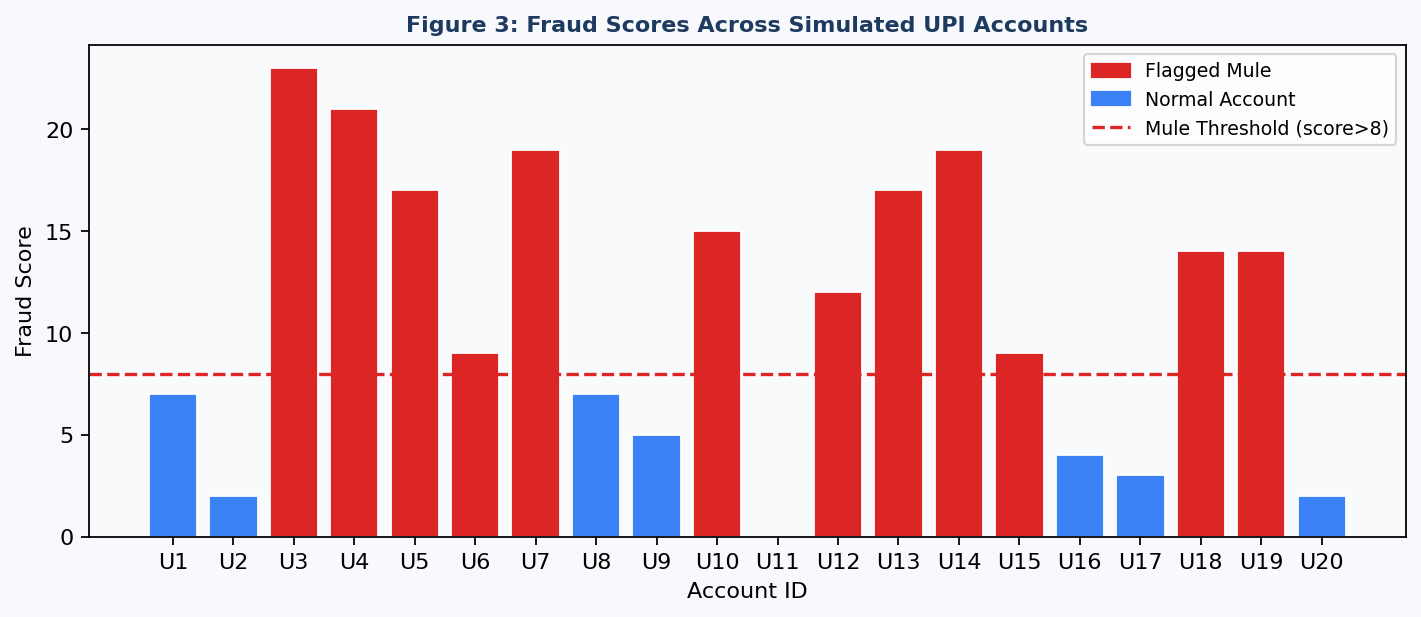 Figure 3: Fraud Scores Across Simulated UPI Accounts
Flagged Mule
Normal Account
Mule Threshold (score>8)
Fraud Score
20
15
10
5
0
U1 U2 U3 U4 U5 U6 U7 U8 U9 U10 U11 U12 U13 U14 U15 U16 U17 U18 U19 U20
Account ID